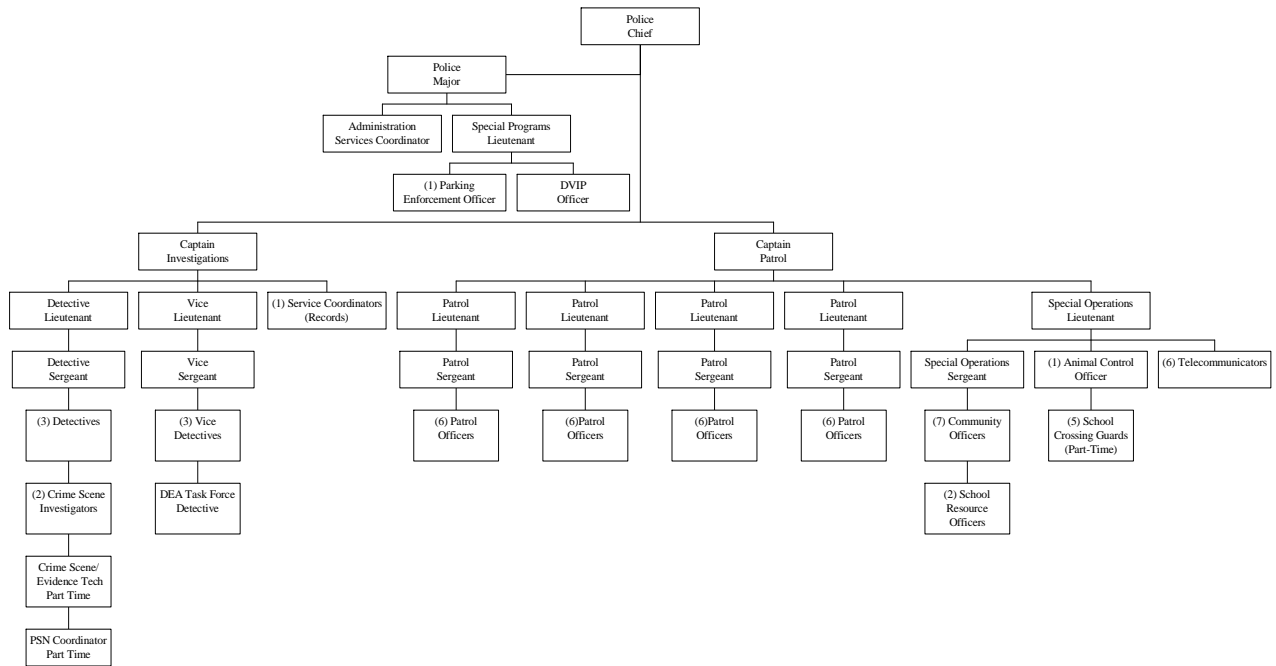 Police
Chief
Police
Major
Administration
Services Coordinator
Special Programs
Lieutenant
(1) Parking
Enforcement Officer
DVIP
Officer
Captain
Investigations
Captain
Patrol
Detective
Lieutenant
Vice
Lieutenant
(1) Service Coordinators
(Records)
Patrol
Lieutenant
Patrol
Lieutenant
Patrol
Lieutenant
Patrol
Lieutenant
Special Operations
Lieutenant
Detective
Sergeant
Vice
Sergeant
Patrol
Sergeant
Patrol
Sergeant
Patrol
Sergeant
Patrol
Sergeant
Special Operations
Sergeant
(1) Animal Control
Officer
(6) Telecommunicators
(3) Detectives
(3) Vice
Detectives
(6) Patrol
Officers
(6)Patrol
Officers
(6)Patrol
Officers
(6) Patrol
Officers
(7) Community
Officers
(5) School
Crossing Guards
(Part-Time)
(2) Crime Scene
Investigators
DEA Task Force
Detective
(2) School
Resource
Officers
Crime Scene/
Evidence Tech
Part Time
PSN Coordinator
Part Time